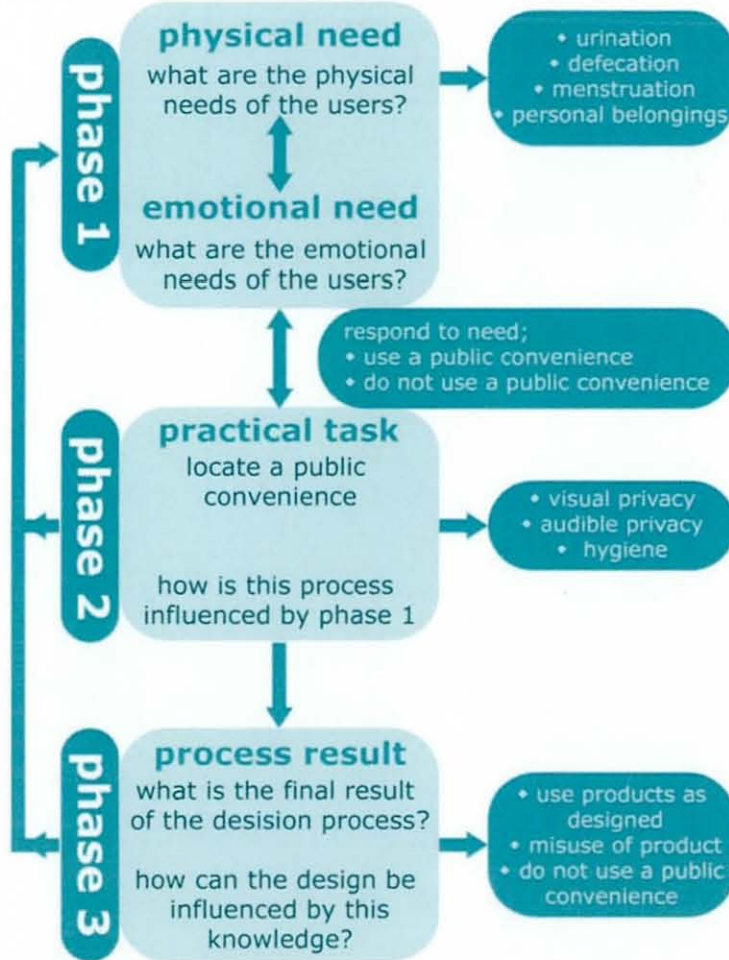 phase 1
physical need
what are the physical
needs of the users?
emotional need
what are the emotional
needs of the users?
• urination
• defecation
• menstruation
• personal belongings
respond to need;
• use a public convenience
• do not use a public convenience
phase 2
practical task
locate a public
convenience
how is this process
influenced by phase 1
• visual privacy
• audible privacy
• hygiene
phase 3
process result
what is the final result
of the desision process?
how can the design be
influenced by this
knowledge?
• use products as
designed
• misuse of product
• do not use a public
convenience